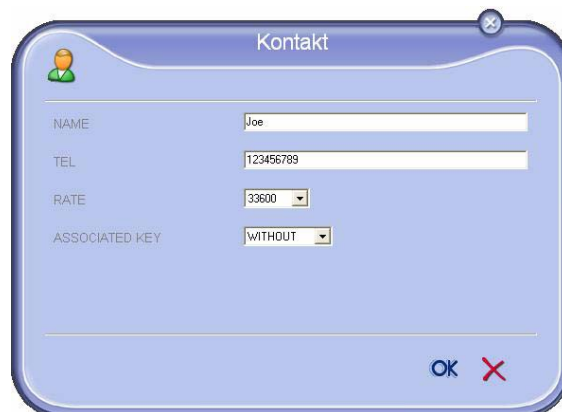 Kontakt
NAME Joe
TEL 123456789
RATE 33600
ASSOCIATED KEY WITHOUT
OK